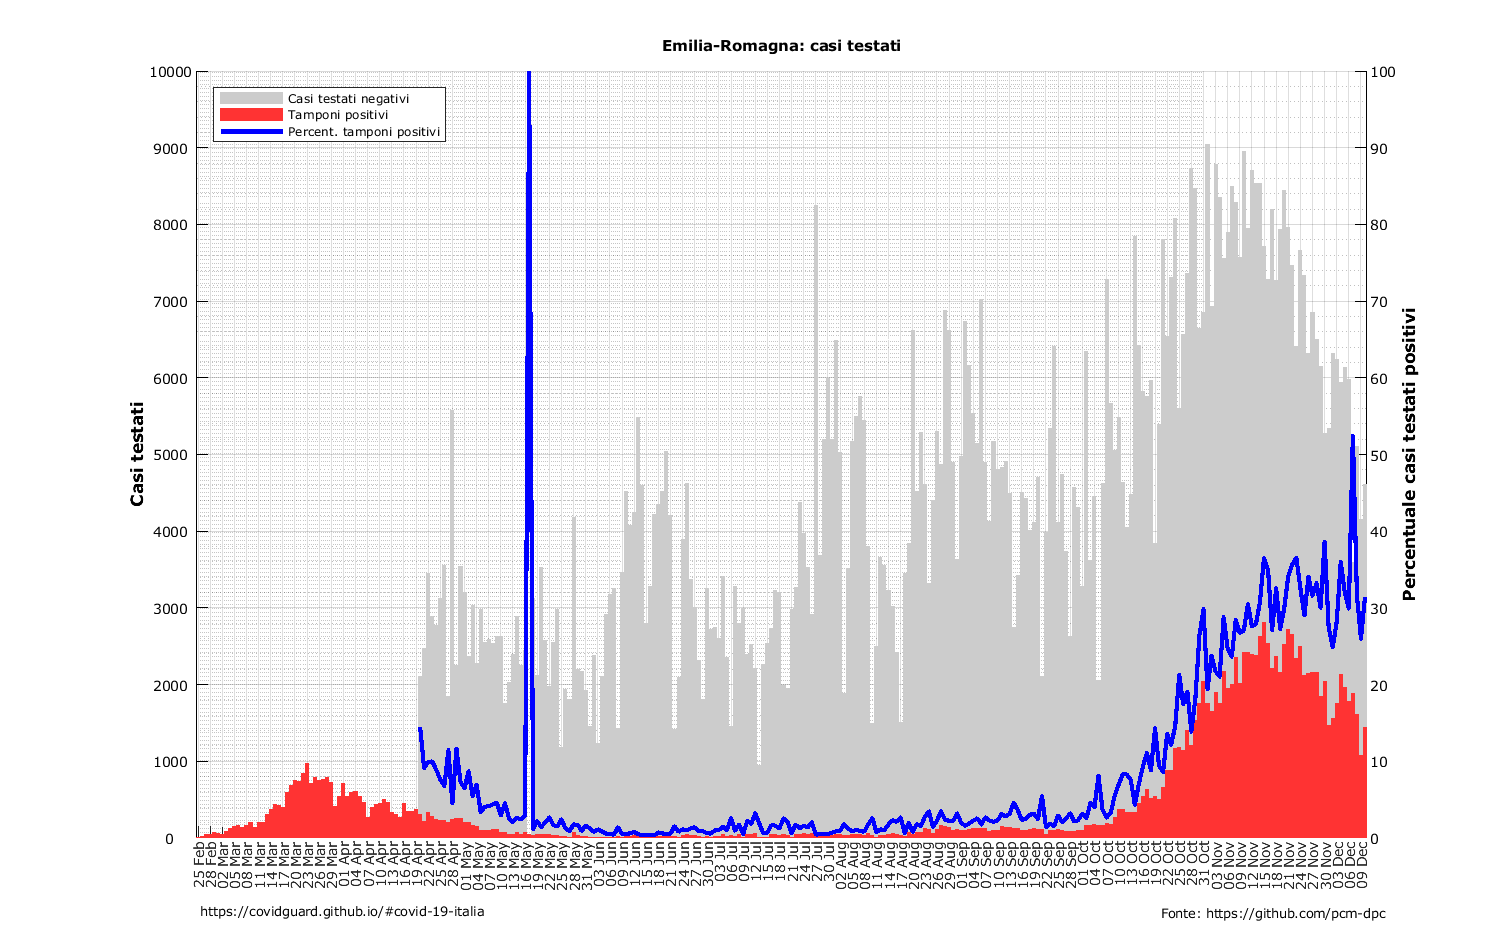 Emilia-Romagna: casi testati
Casi testati negativi
Tamponi positivi
Percent. tamponi positivi
Casi testati
10000
9000
8000
7000
6000
5000
4000
3000
2000
1000
0
100
90
80
70
60
50
40
30
20
10
0
Percentuale casi testati positivi
25 Feb
28 Feb
02 Mar
05 Mar
08 Mar
11 Mar
14 Mar
17 Mar
20 Mar
23 Mar
26 Mar
29 Mar
01 Apr
04 Apr
07 Apr
10 Apr
13 Apr
16 Apr
19 Apr
22 Apr
25 Apr
28 Apr
01 May
04 May
07 May
10 May
13 May
16 May
19 May
22 May
25 May
28 May
31 May
03 Jun
06 Jun
09 Jun
12 Jun
15 Jun
18 Jun
21 Jun
24 Jun
27 Jun
30 Jun
03 Jul
06 Jul
09 Jul
12 Jul
15 Jul
18 Jul
21 Jul
24 Jul
27 Jul
30 Jul
02 Aug
05 Aug
08 Aug
11 Aug
14 Aug
17 Aug
20 Aug
23 Aug
26 Aug
29 Aug
01 Sep
04 Sep
07 Sep
10 Sep
13 Sep
16 Sep
19 Sep
22 Sep
25 Sep
28 Sep
01 Oct
04 Oct
07 Oct
10 Oct
13 Oct
16 Oct
19 Oct
22 Oct
25 Oct
28 Oct
31 Oct
03 Nov
06 Nov
09 Nov
12 Nov
15 Nov
18 Nov
21 Nov
24 Nov
27 Nov
30 Nov
03 Dec
06 Dec
09 Dec
https://covidguard.github.io/#covid-19-italia
Fonte: https://github.com/pcm-dpc